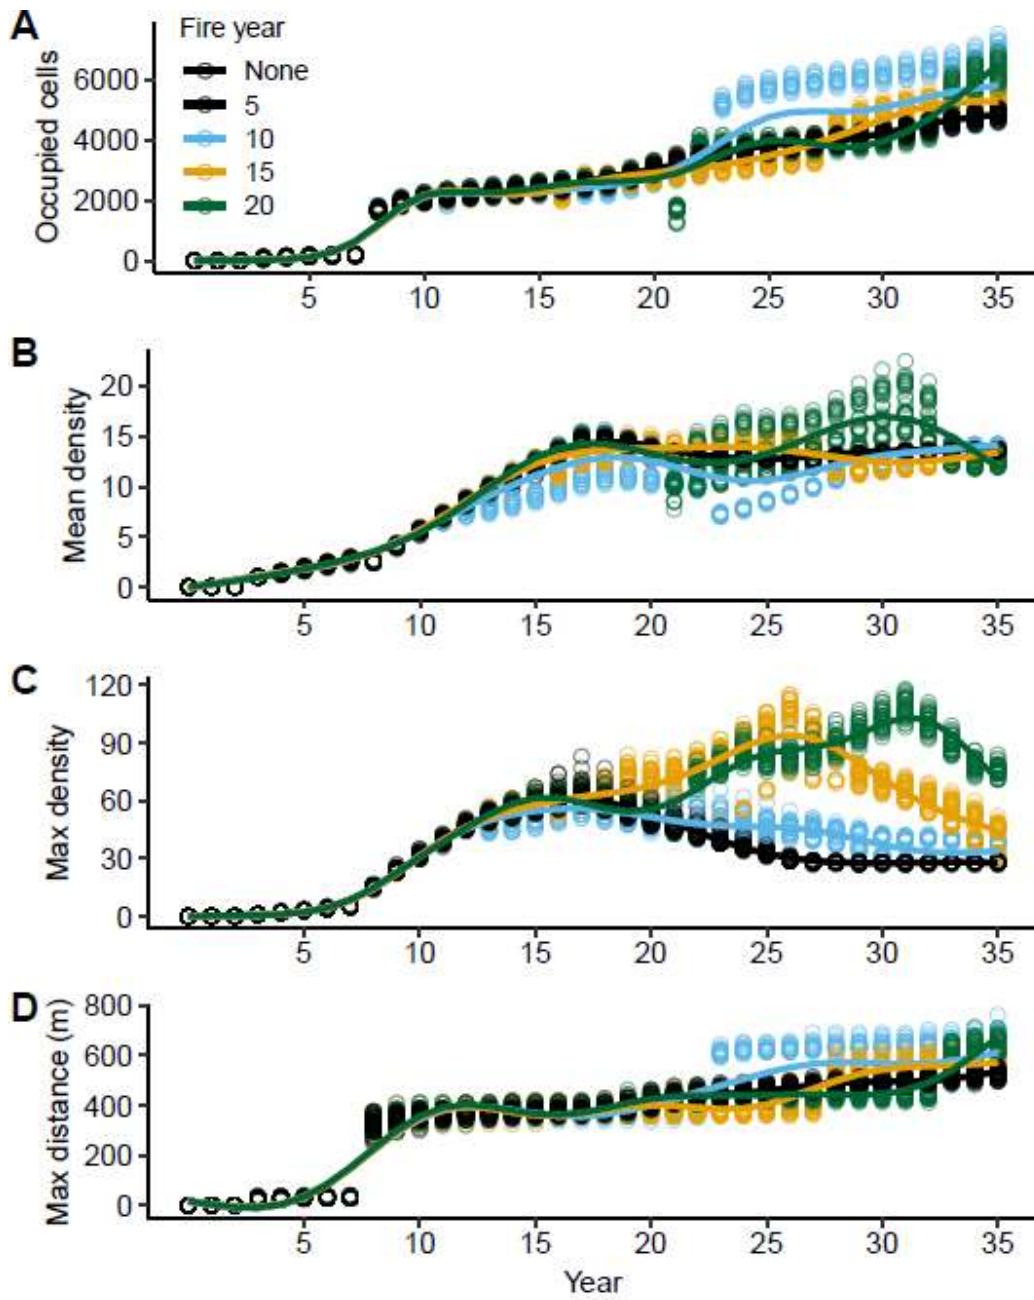 A
Occupied cells
Fire year
None
5
10
15
20
6000
4000
2000
0
5 10 15 20 25 30 35
B
Mean density
20
15
10
5
0
5 10 15 20 25 30 35
C
Max density
120
90
60
30
0
5 10 15 20 25 30 35
D
Max distance (m)
800
600
400
200
0
5 10 15 20 25 30 35
Year